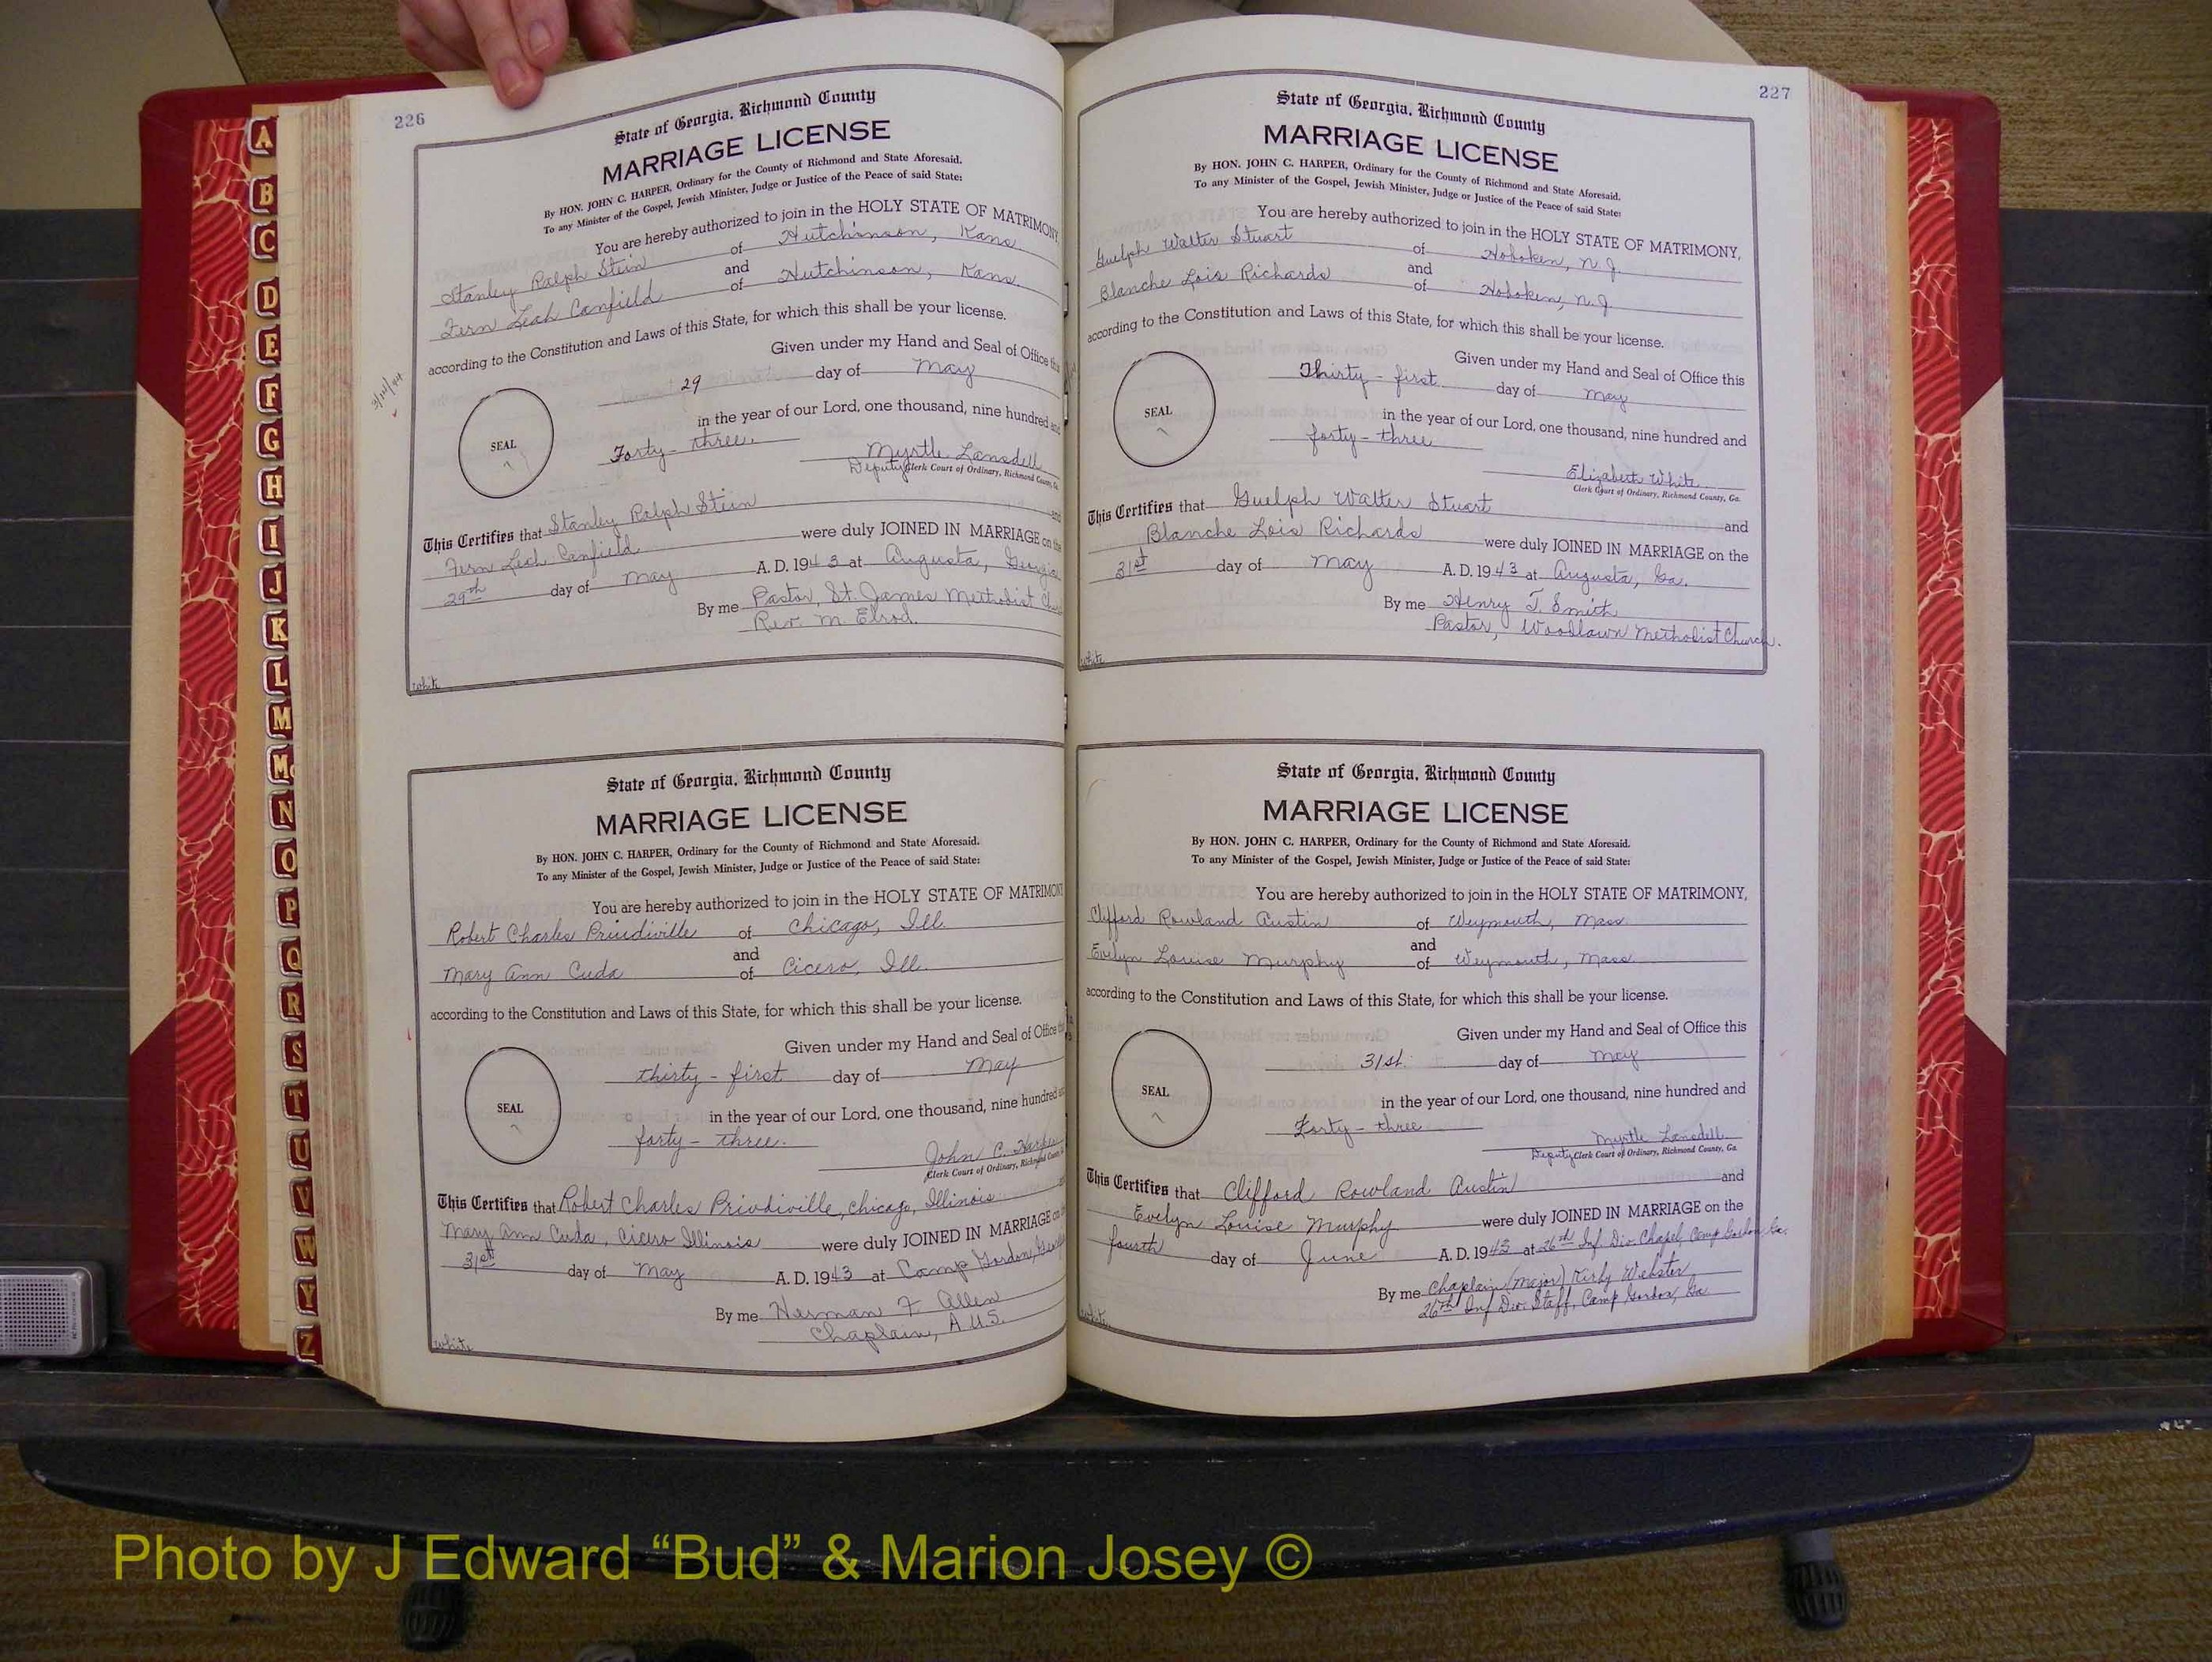 226
State of Georgia, Richmond County
MARRIAGE LICENSE
By HON. JOHN C. HARPER, Ordinary for the County of Richmond and State Aforesaid.
To any Minister of the Gospel, Jewish Minister, Judge or Justice of the Peace of said State:
You are hereby authorized to join in the HOLY STATE OF MATRIMONY,
Stanley Ralph Stein of Hutchinson, Kans.
and
Fern Leah Canfield of Hutchinson, Kans.
according to the Constitution and Laws of this State, for which this shall be your license.
Given under my Hand and Seal of Office this
3/14/44
29 day of May
SEAL
in the year of our Lord, one thousand, nine hundred and
Forty-three.
Myrtle Lansdell
Deputy Clerk Court of Ordinary, Richmond County, Ga.
This Certifies that Stanley Ralph Stein and
Fern Leah Canfield were duly JOINED IN MARRIAGE on the
29th day of May A. D. 1943 at Augusta, Georgia
By me Pastor, St. James Methodist
Rev. M. Elrod.
white
State of Georgia, Richmond County
MARRIAGE LICENSE
By HON. JOHN C. HARPER, Ordinary for the County of Richmond and State Aforesaid.
To any Minister of the Gospel, Jewish Minister, Judge or Justice of the Peace of said State:
You are hereby authorized to join in the HOLY STATE OF MATRIMONY
Robert Charles Prindiville of Chicago, Ill.
and
Mary Ann Cuda of Cicero, Ill.
according to the Constitution and Laws of this State, for which this shall be your license.
Given under my Hand and Seal of Office
thirty-first day of May
SEAL
in the year of our Lord, one thousand, nine hundred and
forty-three.
John C. Harper
Clerk Court of Ordinary, Richmond County
This Certifies that Robert Charles Prindiville, Chicago, Illinois
Mary Ann Cuda, Cicero Illinois were duly JOINED IN MARRIAGE on
31st day of May A. D. 1943 at Camp Gordon,
By me Herman F. Allen
Chaplain, A.U.S.
white
227
State of Georgia, Richmond County
MARRIAGE LICENSE
By HON. JOHN C. HARPER, Ordinary for the County of Richmond and State Aforesaid.
To any Minister of the Gospel, Jewish Minister, Judge or Justice of the Peace of said State:
You are hereby authorized to join in the HOLY STATE OF MATRIMONY,
Guelph Walter Stuart of Hoboken, N.J.
and
Blanche Lois Richards of Hoboken, N.J.
according to the Constitution and Laws of this State, for which this shall be your license.
Given under my Hand and Seal of Office this
Thirty-first day of May
SEAL
in the year of our Lord, one thousand, nine hundred and
forty-three
Elizabeth White
Clerk Court of Ordinary, Richmond County, Ga.
This Certifies that Guelph Walter Stuart and
Blanche Lois Richards were duly JOINED IN MARRIAGE on the
31st day of May A. D. 1943 at Augusta, Ga.
By me Henry T. Smith
Pastor, Woodlawn Methodist Church.
white
State of Georgia, Richmond County
MARRIAGE LICENSE
By HON. JOHN C. HARPER, Ordinary for the County of Richmond and State Aforesaid.
To any Minister of the Gospel, Jewish Minister, Judge or Justice of the Peace of said State:
You are hereby authorized to join in the HOLY STATE OF MATRIMONY,
Clifford Rowland Austin of Weymouth, Mass.
and
Evelyn Louise Murphy of Weymouth, Mass.
according to the Constitution and Laws of this State, for which this shall be your license.
Given under my Hand and Seal of Office this
31st. day of May
SEAL
in the year of our Lord, one thousand, nine hundred and
Forty-three
Myrtle Lansdell
Deputy Clerk Court of Ordinary, Richmond County, Ga.
This Certifies that Clifford Rowland Austin and
Evelyn Louise Murphy were duly JOINED IN MARRIAGE on the
fourth day of June A. D. 1943 at 26th Inf. Div. Chapel, Camp Gordon Ga.
By me Chaplain (Major) Kirby Webster
26th Inf Div. Staff, Camp Gordon, Ga
white
A
B
C
D
E
F
G
H
I
J
K
L
M
Mc
N
O
P
Q
R
S
T
U
V
W
Y
Z
Photo by J Edward “Bud” & Marion Josey ©